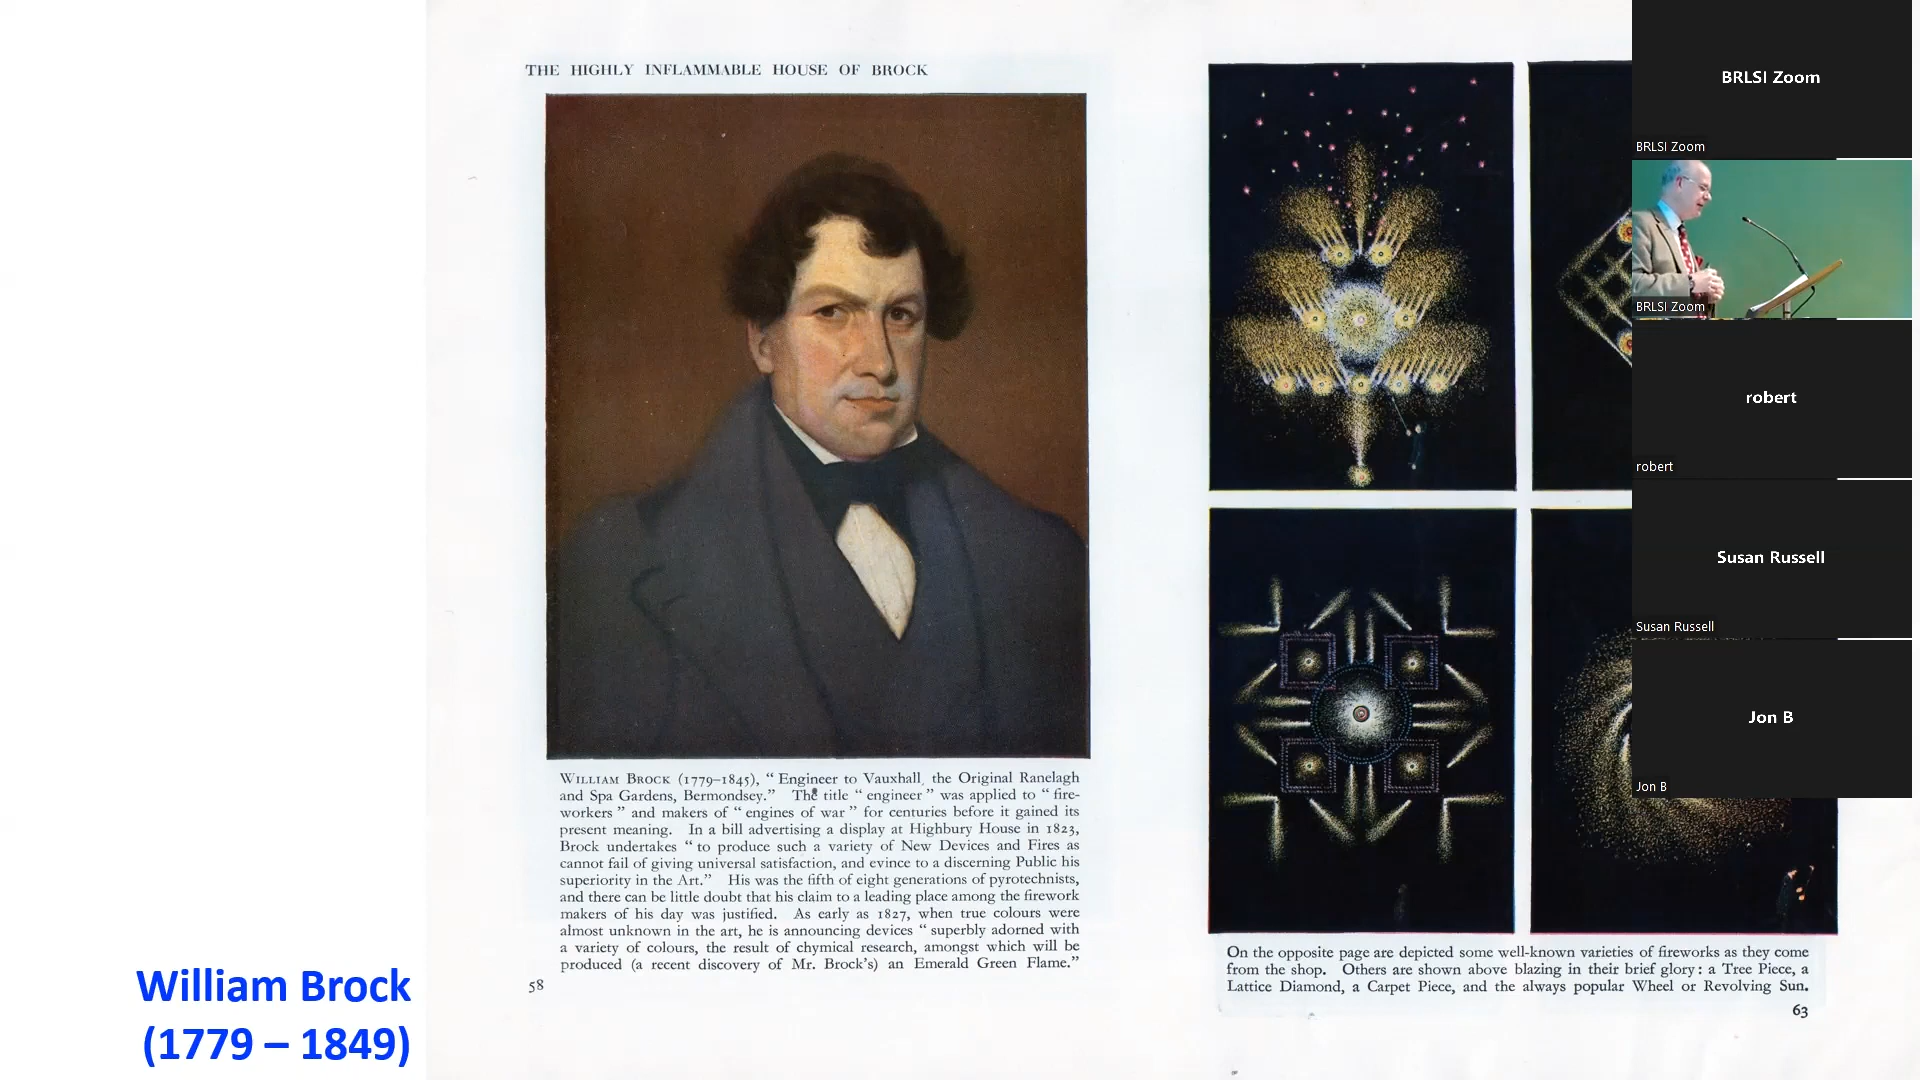 THE HIGHLY INFLAMMABLE HOUSE OF BROCK
WILLIAM BROCK (1779–1845), “ Engineer to Vauxhall, the Original Ranelagh
and Spa Gardens, Bermondsey.” The title “ engineer ” was applied to “ fire-
workers ” and makers of “ engines of war ” for centuries before it gained its
present meaning. In a bill advertising a display at Highbury House in 1823,
Brock undertakes “ to produce such a variety of New Devices and Fires as
cannot fail of giving universal satisfaction, and evince to a discerning Public his
superiority in the Art.” His was the fifth of eight generations of pyrotechnists,
and there can be little doubt that his claim to a leading place among the firework
makers of his day was justified. As early as 1827, when true colours were
almost unknown in the art, he is announcing devices “ superbly adorned with
a variety of colours, the result of chymical research, amongst which will be
produced (a recent discovery of Mr. Brock’s) an Emerald Green Flame.”
58
William Brock
(1779 – 1849)
On the opposite page are depicted some well-known varieties of fireworks as they come
from the shop. Others are shown above blazing in their brief glory : a Tree Piece, a
Lattice Diamond, a Carpet Piece, and the always popular Wheel or Revolving Sun.
63
BRLSI Zoom
BRLSI Zoom
BRLSI Zoom
robert
robert
Susan Russell
Susan Russell
Jon B
Jon B